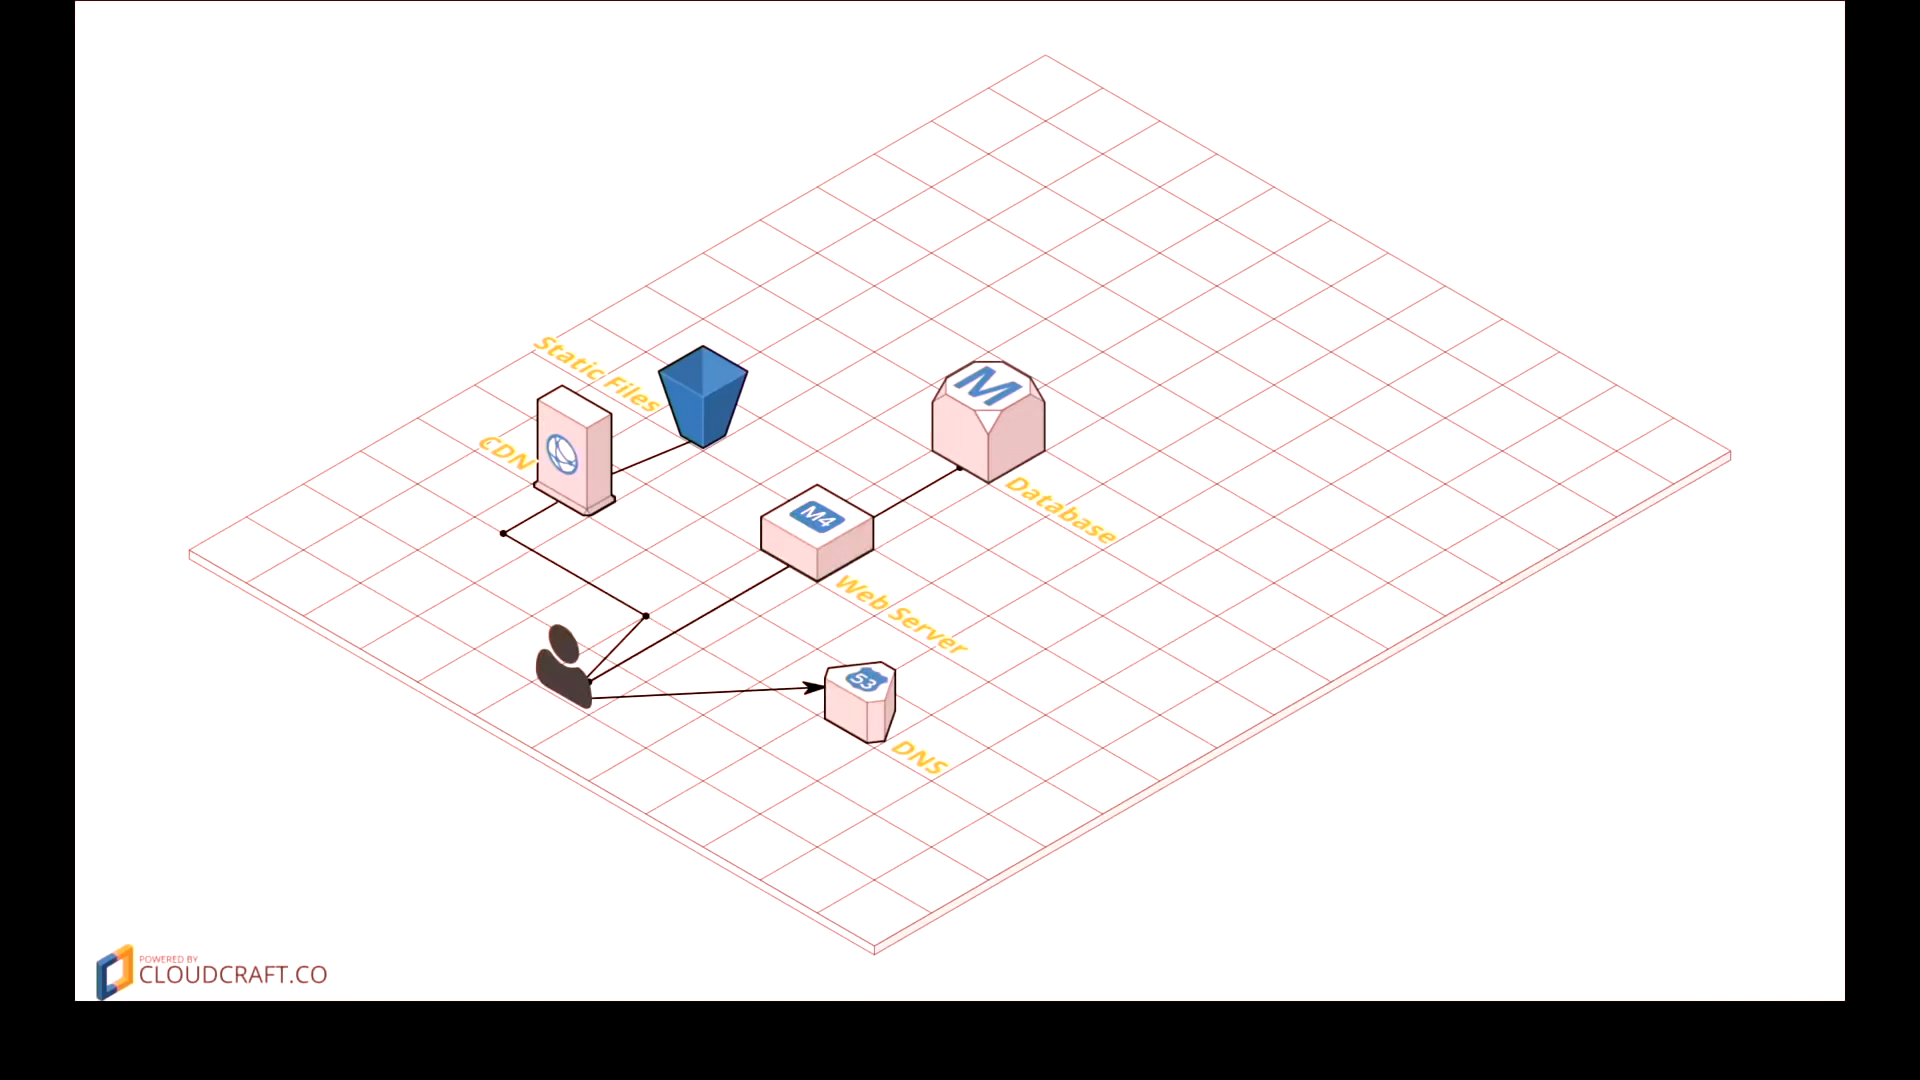 Static Files
CDN
M
Database
M4
Web Server
53
DNS
POWERED BY
CLOUDCRAFT.CO